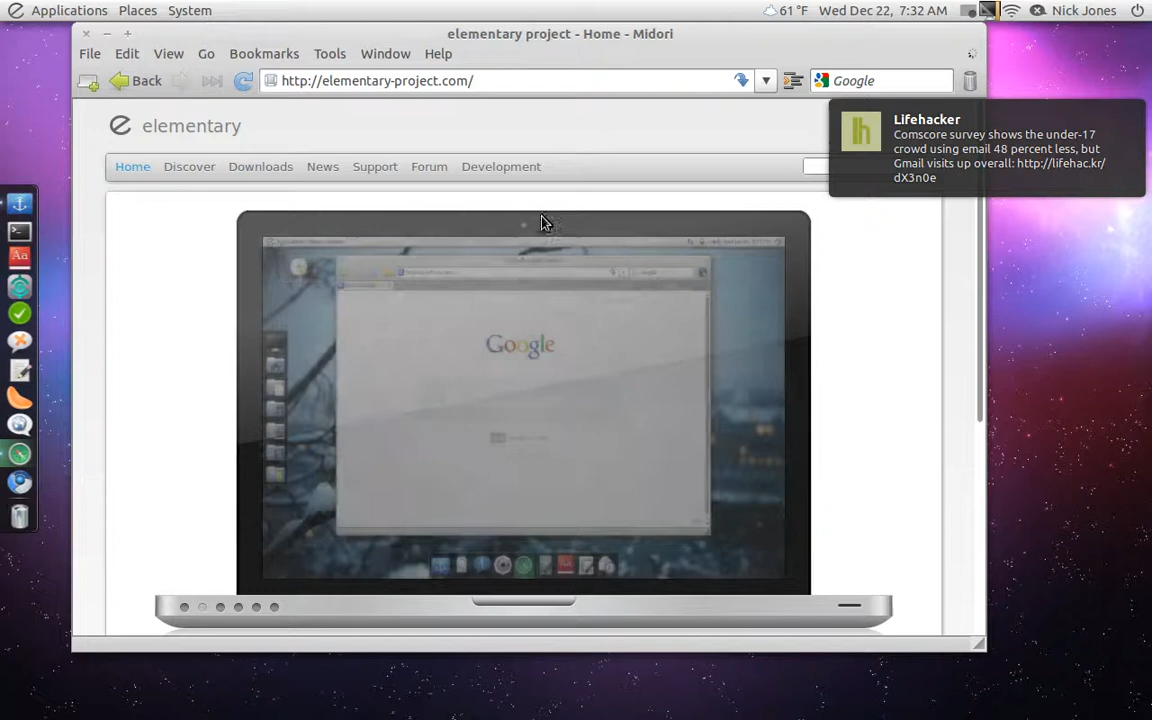 Applications Places System 61 °F Wed Dec 22, 7:32 AM Nick Jones
elementary project - Home - Midori
File Edit View Go Bookmarks Tools Window Help
Back http://elementary-project.com/ Google
elementary
Home Discover Downloads News Support Forum Development
Lifehacker
Comscore survey shows the under-17
crowd using email 48 percent less, but
Gmail visits up overall: http://lifehac.kr/
dX3n0e
lh
Aa
Google